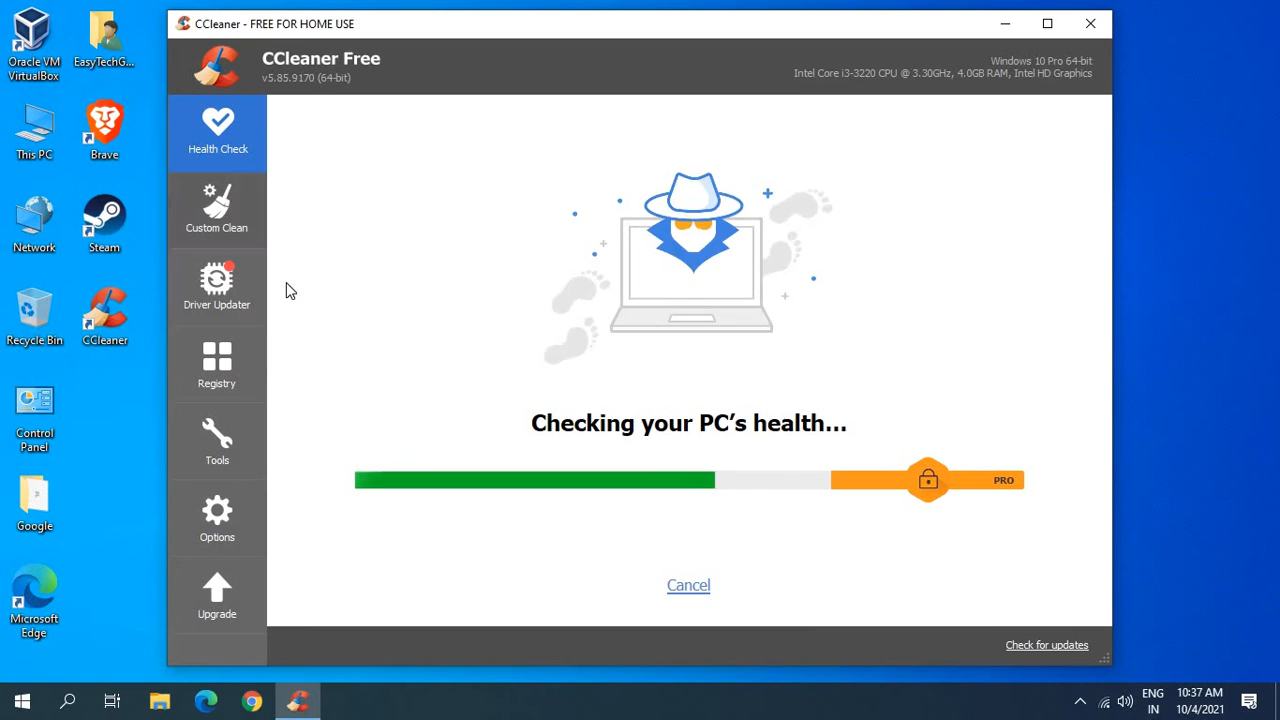 Oracle VM
VirtualBox
EasyTechG...
This PC
Brave
Network
Steam
Recycle Bin
CCleaner
Control
Panel
Google
Microsoft
Edge
CCleaner - FREE FOR HOME USE
CCleaner Free
v5.85.9170 (64-bit)
Windows 10 Pro 64-bit
Intel Core i3-3220 CPU @ 3.30GHz, 4.0GB RAM, Intel HD Graphics
Health Check
Custom Clean
Driver Updater
Registry
Tools
Options
Upgrade
Checking your PC’s health...
PRO
Cancel
Check for updates
ENG
IN
10:37 AM
10/4/2021